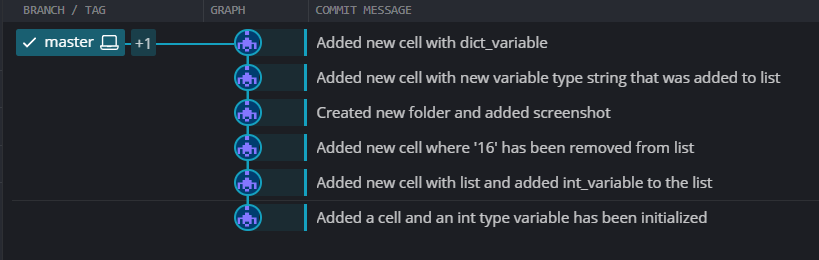 BRANCH / TAG GRAPH COMMIT MESSAGE
master +1 Added new cell with dict_variable
Added new cell with new variable type string that was added to list
Created new folder and added screenshot
Added new cell where '16' has been removed from list
Added new cell with list and added int_variable to the list
Added a cell and an int type variable has been initialized